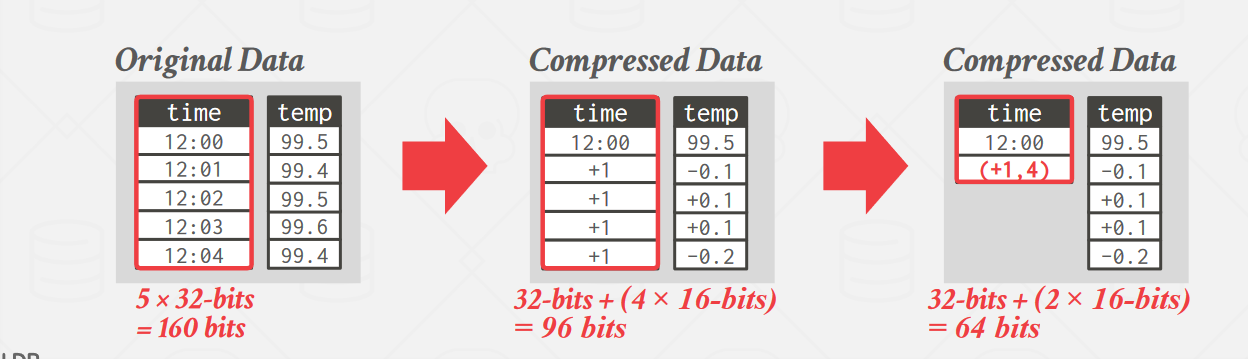 Original Data
time temp
12:00 99.5
12:01 99.4
12:02 99.5
12:03 99.6
12:04 99.4
5 × 32-bits
= 160 bits
Compressed Data
time temp
12:00 99.5
+1 -0.1
+1 +0.1
+1 +0.1
+1 -0.2
32-bits + (4 × 16-bits)
= 96 bits
Compressed Data
time temp
12:00 99.5
(+1,4) -0.1
+0.1
+0.1
-0.2
32-bits + (2 × 16-bits)
= 64 bits